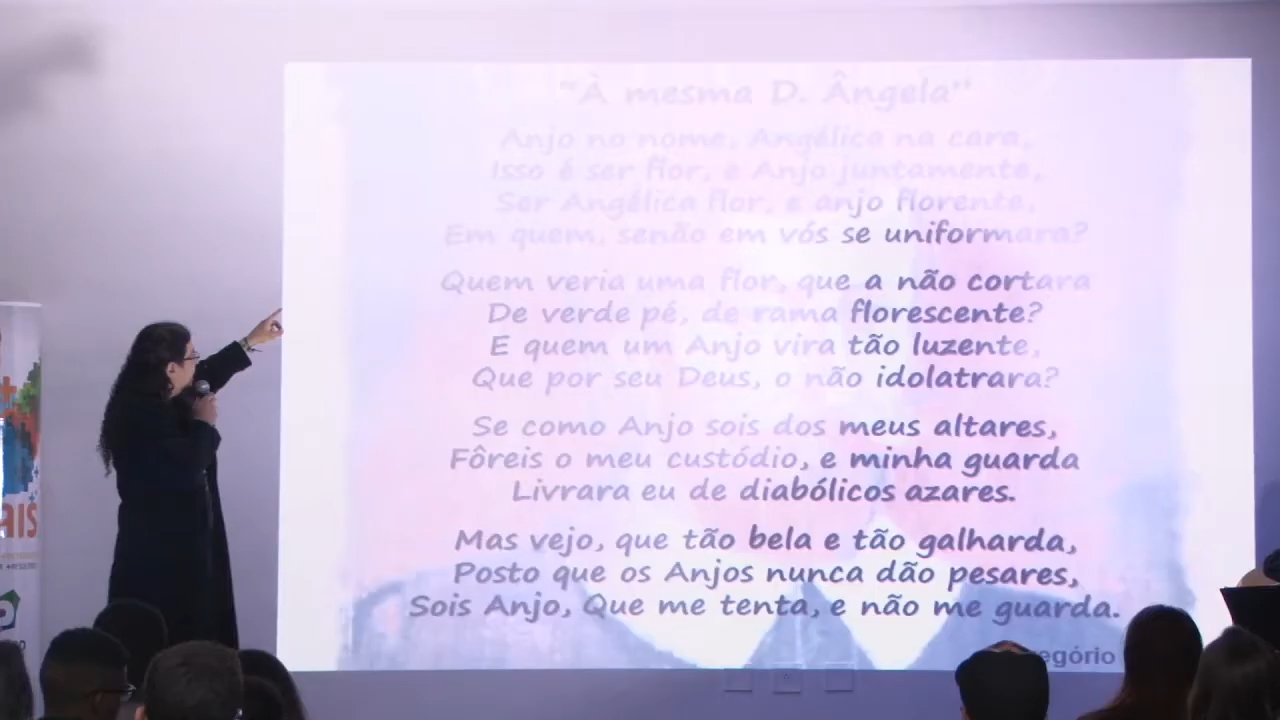 "À mesma D. Ângela"
Anjo no nome, Angélica na cara,
Isso é ser flor, e Anjo juntamente,
Ser Angélica flor, e anjo florente,
Em quem, senão em vós se uniformara?
Quem veria uma flor, que a não cortara
De verde pé, de rama florescente?
E quem um Anjo vira tão luzente,
Que por seu Deus, o não idolatrara?
Se como Anjo sois dos meus altares,
Fôreis o meu custódio, e minha guarda
Livrara eu de diabólicos azares.
Mas vejo, que tão bela e tão galharda,
Posto que os Anjos nunca dão pesares,
Sois Anjo, Que me tenta, e não me guarda.
egório
ais